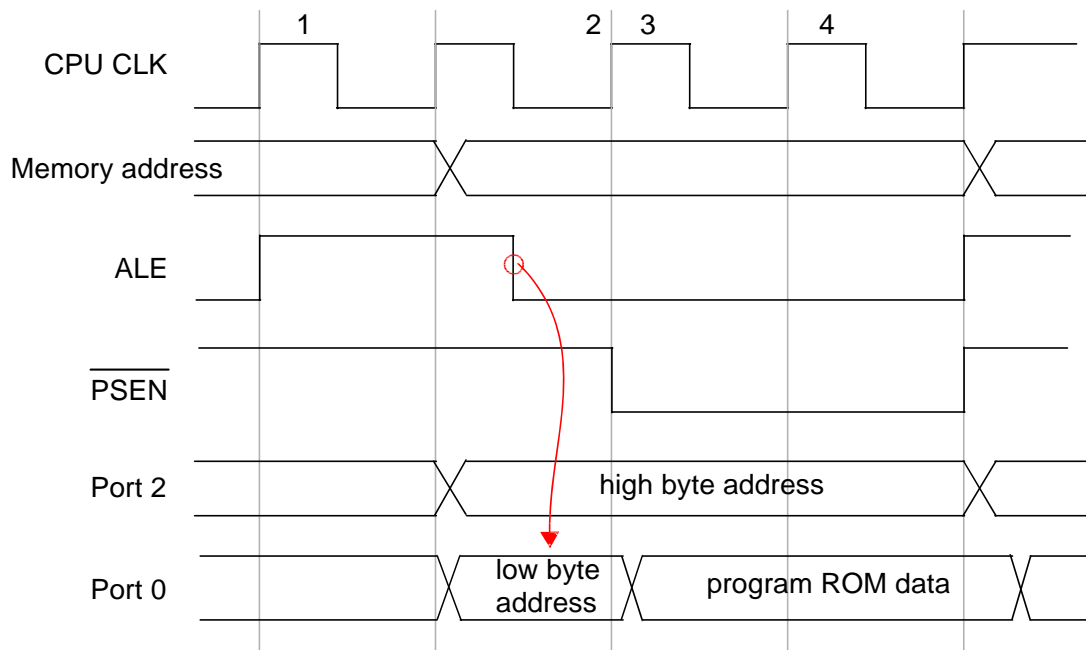 1 2 3 4
CPU CLK
Memory address
ALE
PSEN
Port 2
high byte address
Port 0
low byte
address
program ROM data